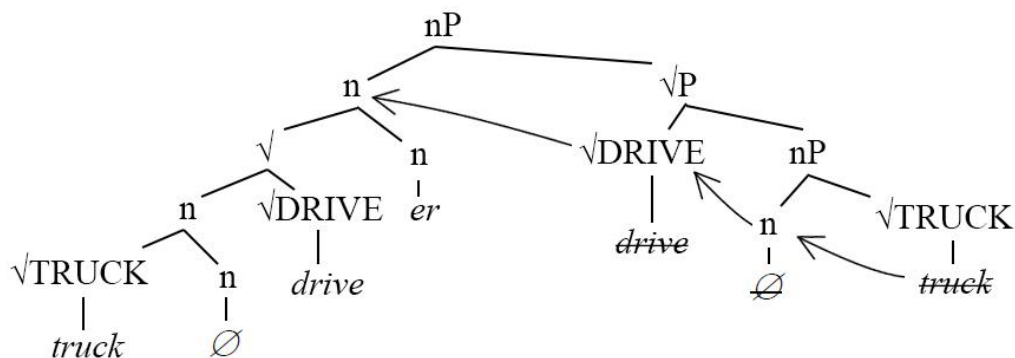 nP
n √P
√ n √DRIVE nP
n √DRIVE er drive n √TRUCK
√TRUCK n drive ∅ truck
truck ∅